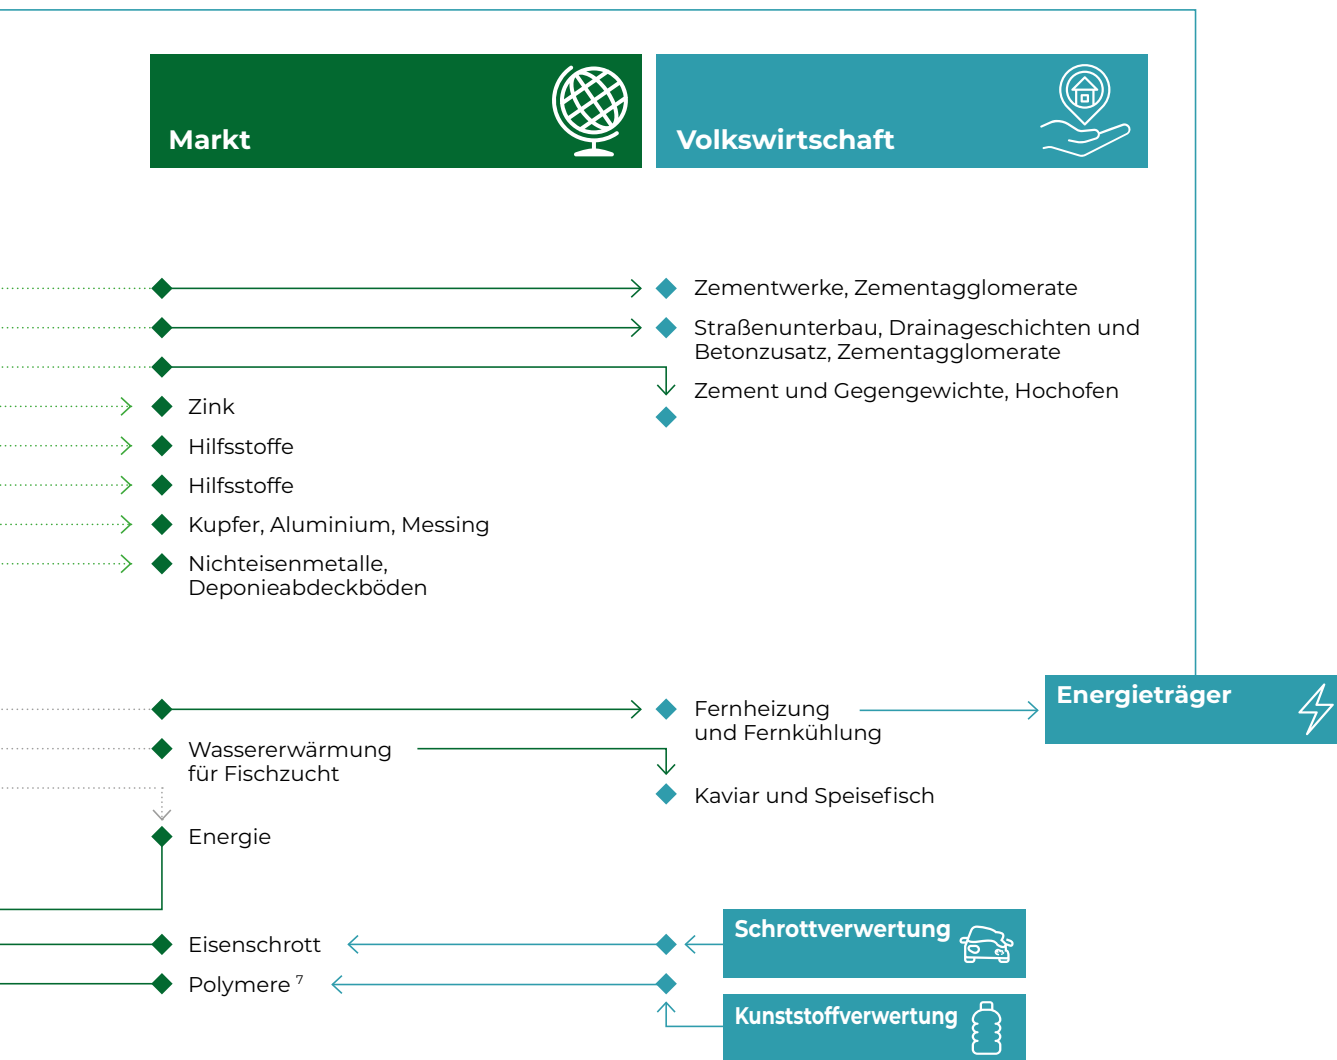 Markt
Volkswirtschaft
Zementwerke, Zementagglomerate
Straßenunterbau, Drainageschichten und
Betonzusatz, Zementagglomerate
Zement und Gegengewichte, Hochofen
Zink
Hilfsstoffe
Hilfsstoffe
Kupfer, Aluminium, Messing
Nichteisenmetalle,
Deponieabdeckböden
Energieträger
Fernheizung
und Fernkühlung
Wassererwärmung
für Fischzucht
Kaviar und Speisefisch
Energie
Schrottverwertung
Eisenschrott
Polymere 7
Kunststoffverwertung